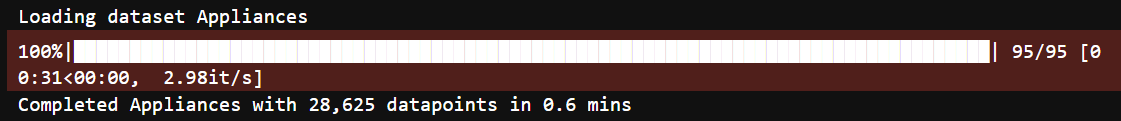 Loading dataset Appliances
100%|██████████████████████████████████████████████████████████████████████████████████| 95/95 [0
0:31<00:00,  2.98it/s]
Completed Appliances with 28,625 datapoints in 0.6 mins